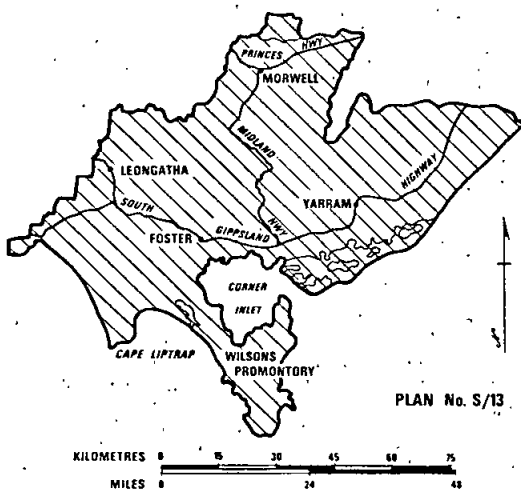 PRINCES HWY
MORWELL
MIDLAND HWY
LEONGATHA
YARRAM
SOUTH GIPPSLAND HIGHWAY
FOSTER
CORNER
INLET
CAPE LIPTRAP
WILSONS
PROMONTORY
PLAN No. S/13
KILOMETRES 0 15 30 45 60 75
MILES 0 24 48